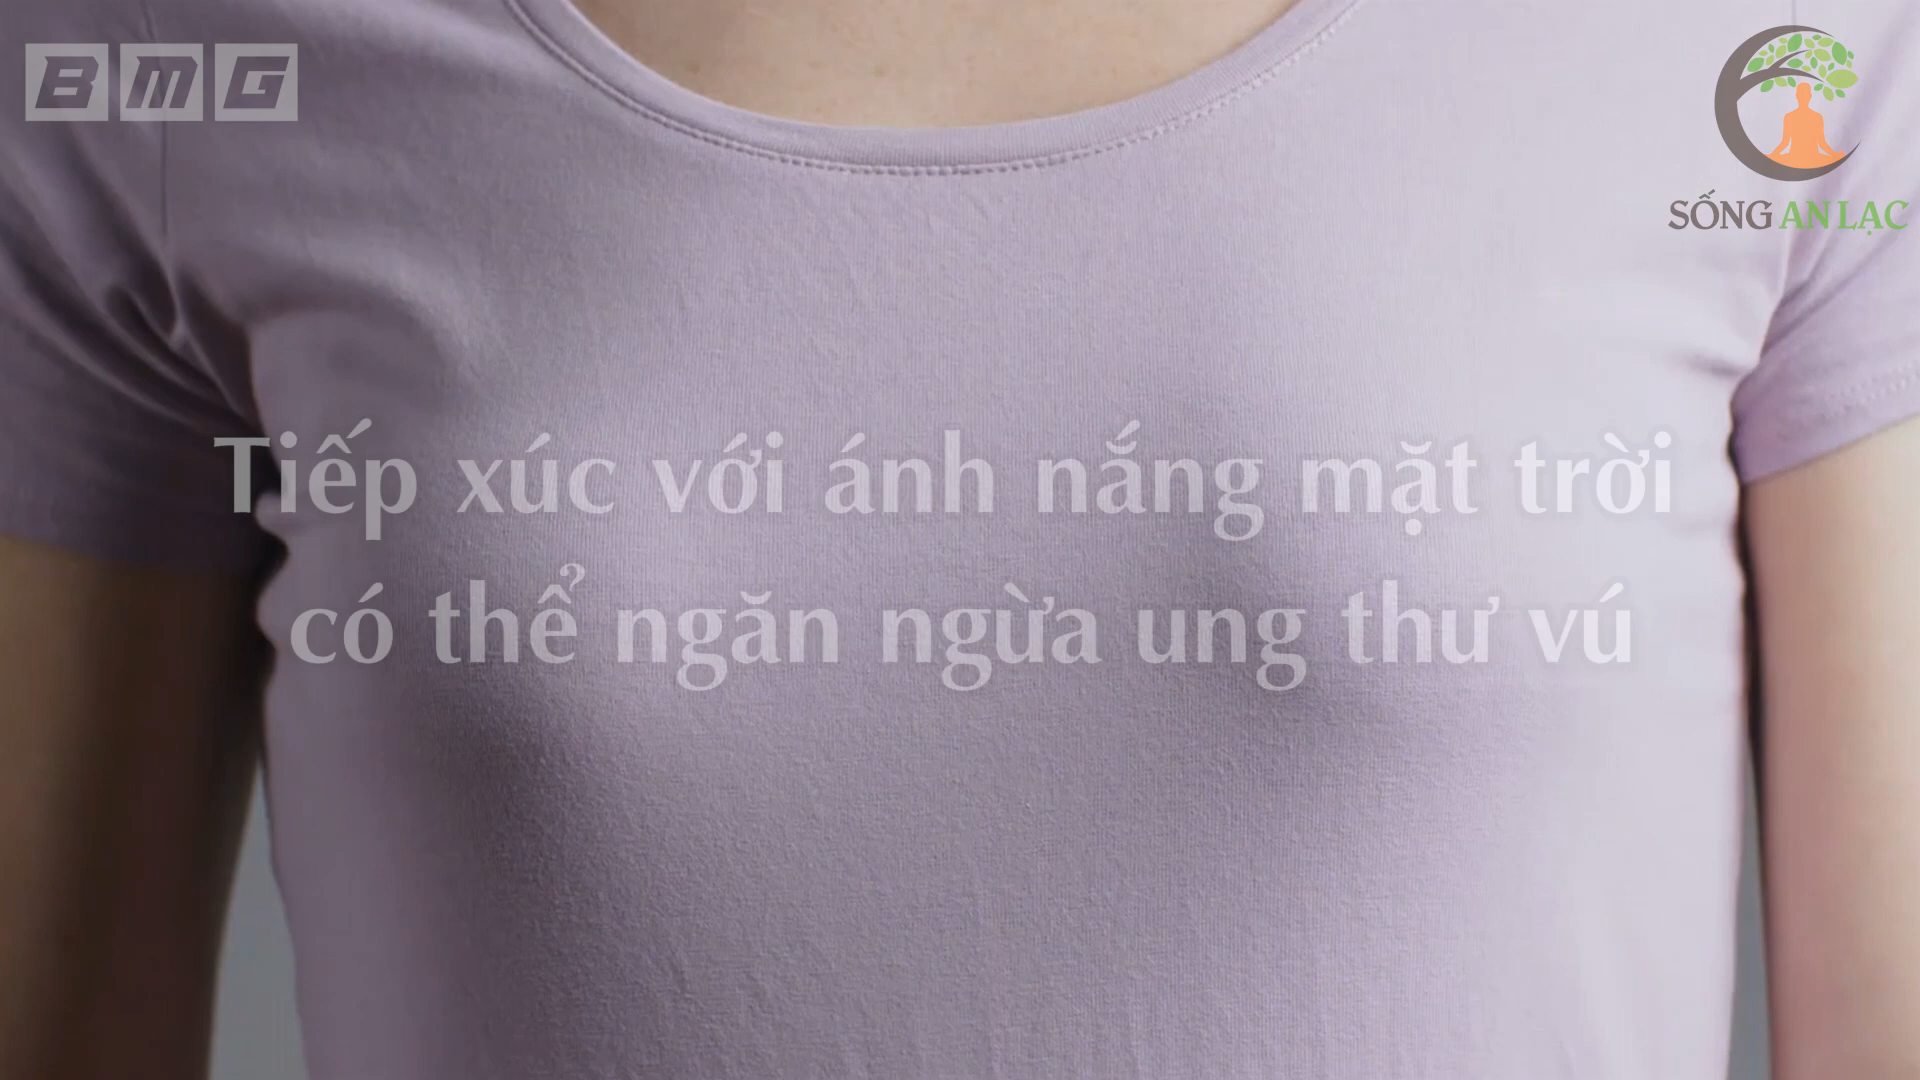 BMG
SỐNG AN LẠC
Tiếp xúc với ánh nắng mặt trời
có thể ngăn ngừa ung thư vú